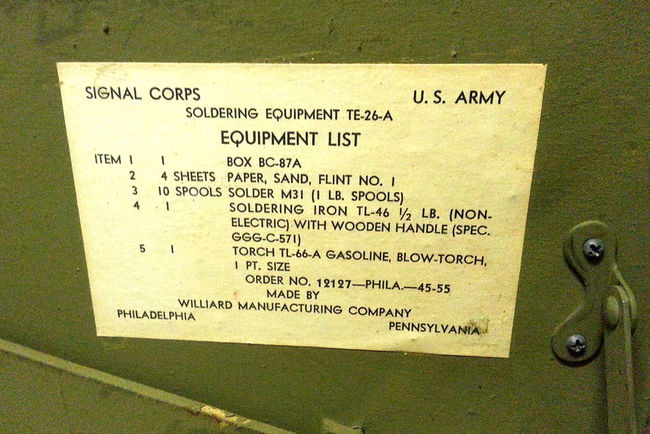 SIGNAL CORPS U. S. ARMY
SOLDERING EQUIPMENT TE-26-A
EQUIPMENT LIST
ITEM 1 1 BOX BC-87A
2 4 SHEETS PAPER, SAND, FLINT NO. 1
3 10 SPOOLS SOLDER M31 (1 LB. SPOOLS)
4 1 SOLDERING IRON TL-46 1/2 LB. (NON-
ELECTRIC) WITH WOODEN HANDLE (SPEC.
GGG-C-571)
5 1 TORCH TL-66-A GASOLINE, BLOW-TORCH,
1 PT. SIZE
ORDER NO. 12127—PHILA.—45-55
MADE BY
WILLIARD MANUFACTURING COMPANY
PHILADELPHIA PENNSYLVANIA